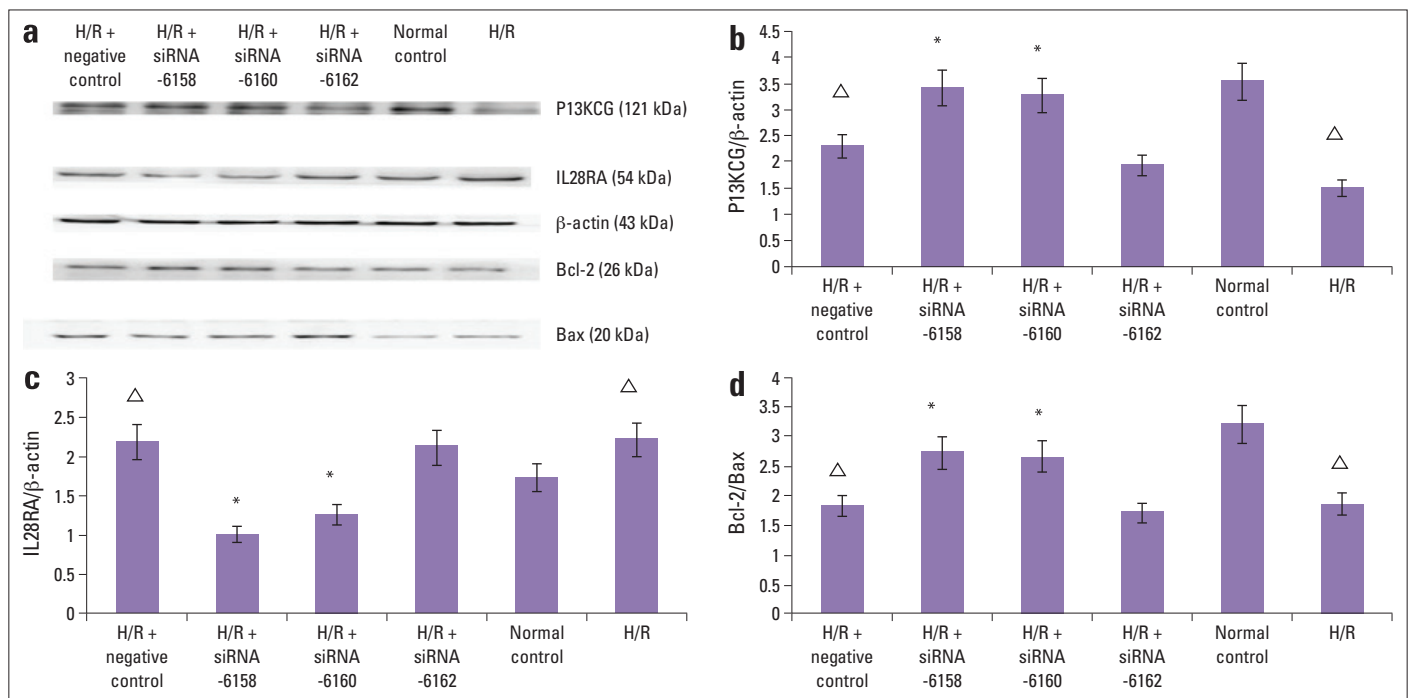 a
H/R +
negative
control
H/R +
siRNA
-6158
H/R +
siRNA
-6160
H/R +
siRNA
-6162
Normal
control
H/R
P13KCG (121 kDa)
IL28RA (54 kDa)
β-actin (43 kDa)
Bcl-2 (26 kDa)
Bax (20 kDa)
b
P13KCG/β-actin
4.5
4
3.5
3
2.5
2
1.5
1
0.5
0
△
*
*
△
H/R +
negative
control
H/R +
siRNA
-6158
H/R +
siRNA
-6160
H/R +
siRNA
-6162
Normal
control
H/R
c
IL28RA/β-actin
3
2.5
2
1.5
1
0.5
0
△
*
*
△
H/R +
negative
control
H/R +
siRNA
-6158
H/R +
siRNA
-6160
H/R +
siRNA
-6162
Normal
control
H/R
d
Bcl-2/Bax
4
3.5
3
2.5
2
1.5
1
0.5
0
△
*
*
△
H/R +
negative
control
H/R +
siRNA
-6158
H/R +
siRNA
-6160
H/R +
siRNA
-6162
Normal
control
H/R